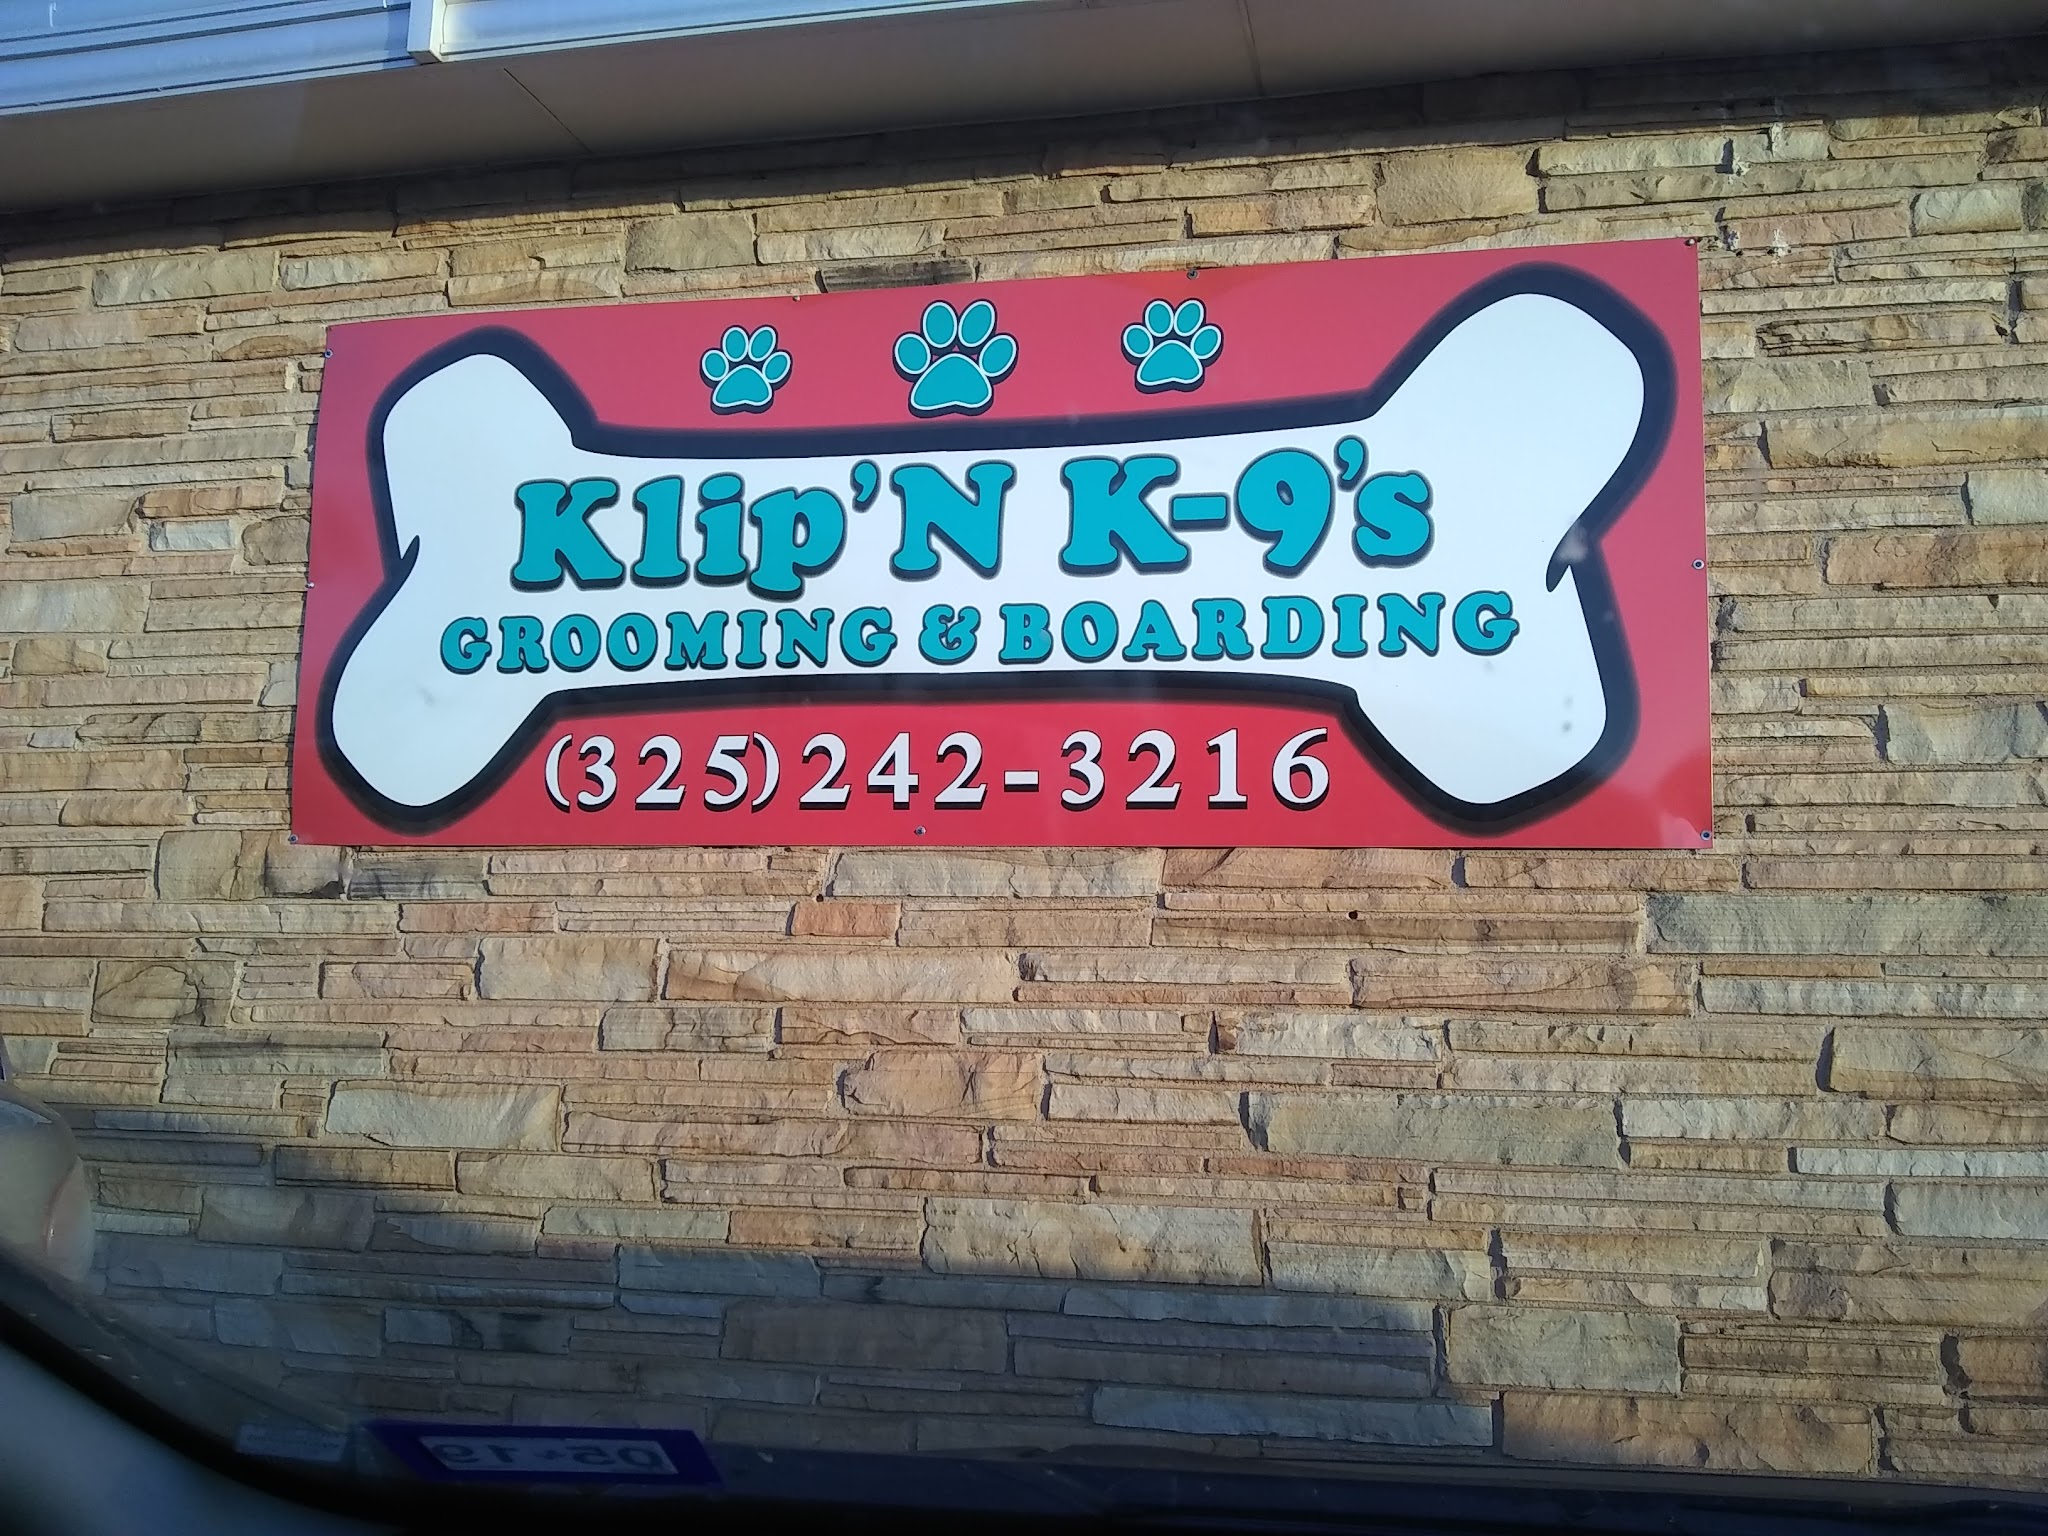 Klip'N K-9's
GROOMING & BOARDING
(325) 242-3216